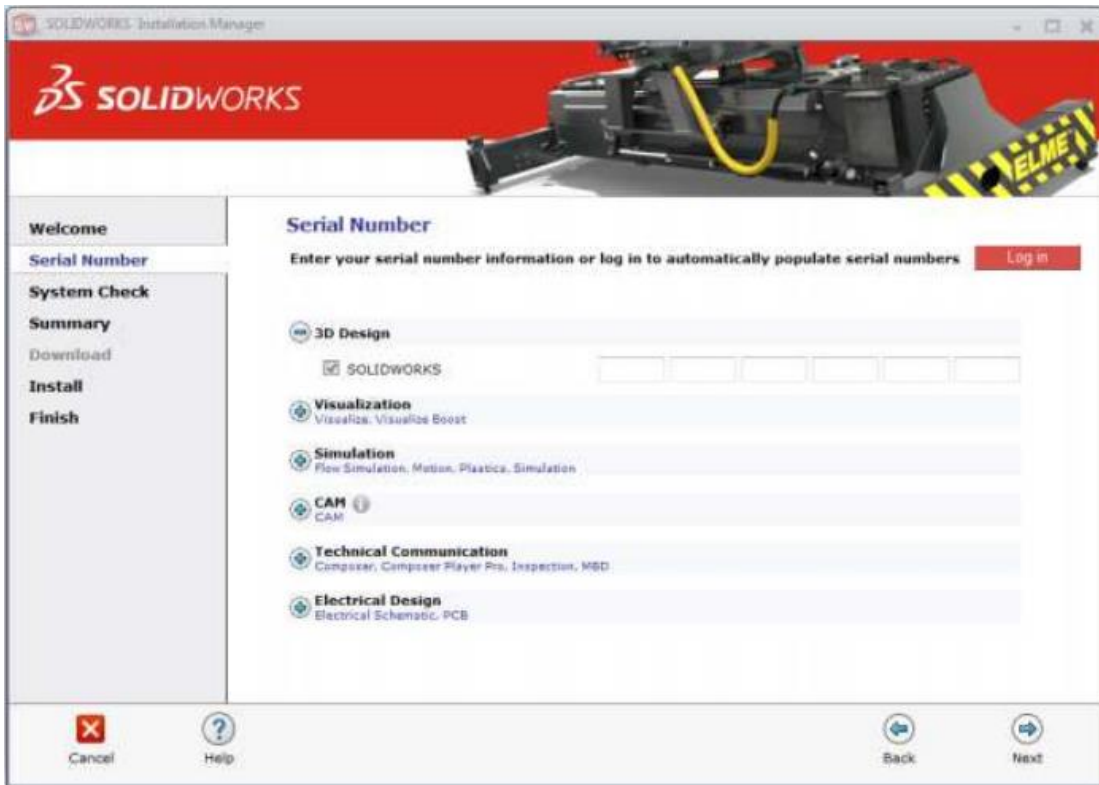 SOLIDWORKS Installation Manager
3S SOLIDWORKS
ELME
Welcome
Serial Number
System Check
Summary
Download
Install
Finish
Serial Number
Enter your serial number information or log in to automatically populate serial numbers
Log in
3D Design
SOLIDWORKS
Visualization
Visualize, Visualize Boost
Simulation
Flow Simulation, Motion, Plastics, Simulation
CAM
CAM
Technical Communication
Composer, Composer Player Pro, Inspection, MBD
Electrical Design
Electrical Schematic, PCB
Cancel
Help
Back
Next